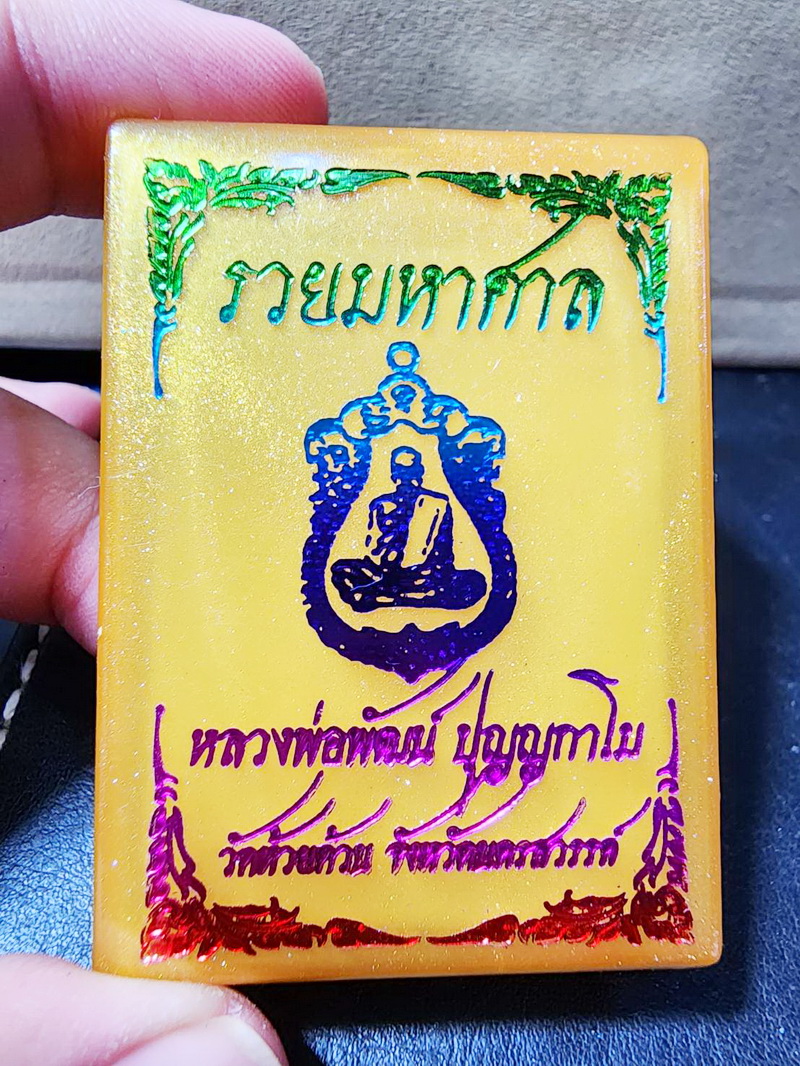 รวยมหาศาล
หลวงพ่อพัฒน์ ปุญญกาโม
วัดห้วยด้วน จังหวัดนครสวรรค์